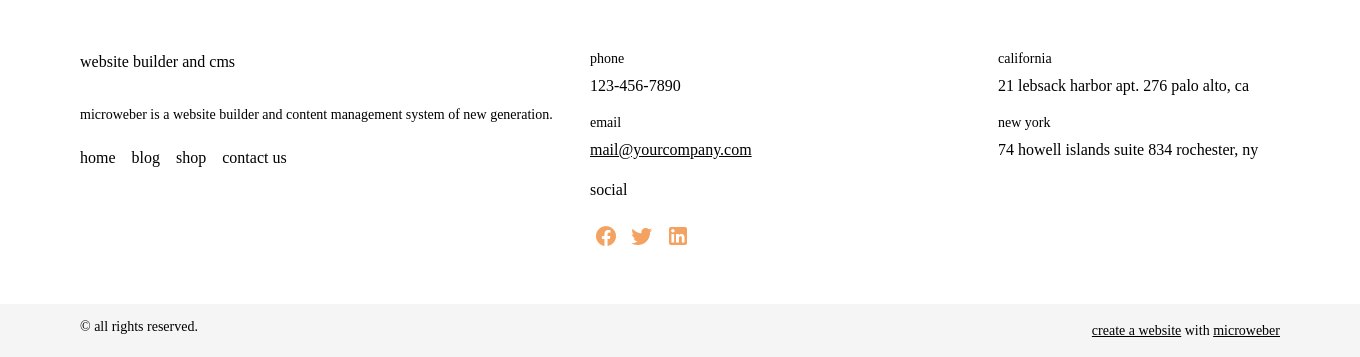 website builder and cms
microweber is a website builder and content management system of new generation.
home blog shop contact us
phone
123-456-7890
email
mail@yourcompany.com
social
california
21 lebsack harbor apt. 276 palo alto, ca
new york
74 howell islands suite 834 rochester, ny
© all rights reserved.
create a website with microweber